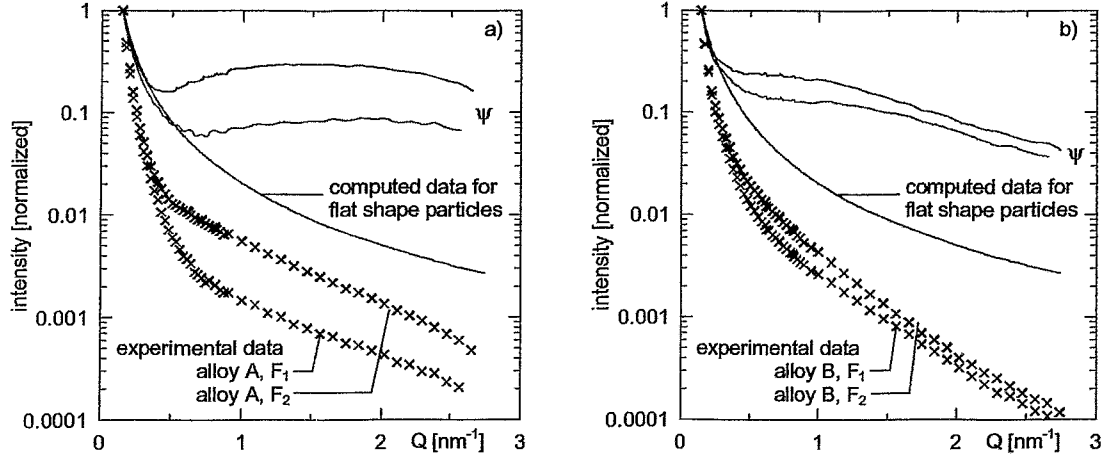 a)
intensity [normalized]
1
0.1
0.01
0.001
0.0001
ψ
computed data for
flat shape particles
experimental data
alloy A, F₁
alloy A, F₂
0 1 2 3
Q [nm⁻¹]
b)
intensity [normalized]
1
0.1
0.01
0.001
0.0001
ψ
computed data for
flat shape particles
experimental data
alloy B, F₁
alloy B, F₂
0 1 2 3
Q [nm⁻¹]